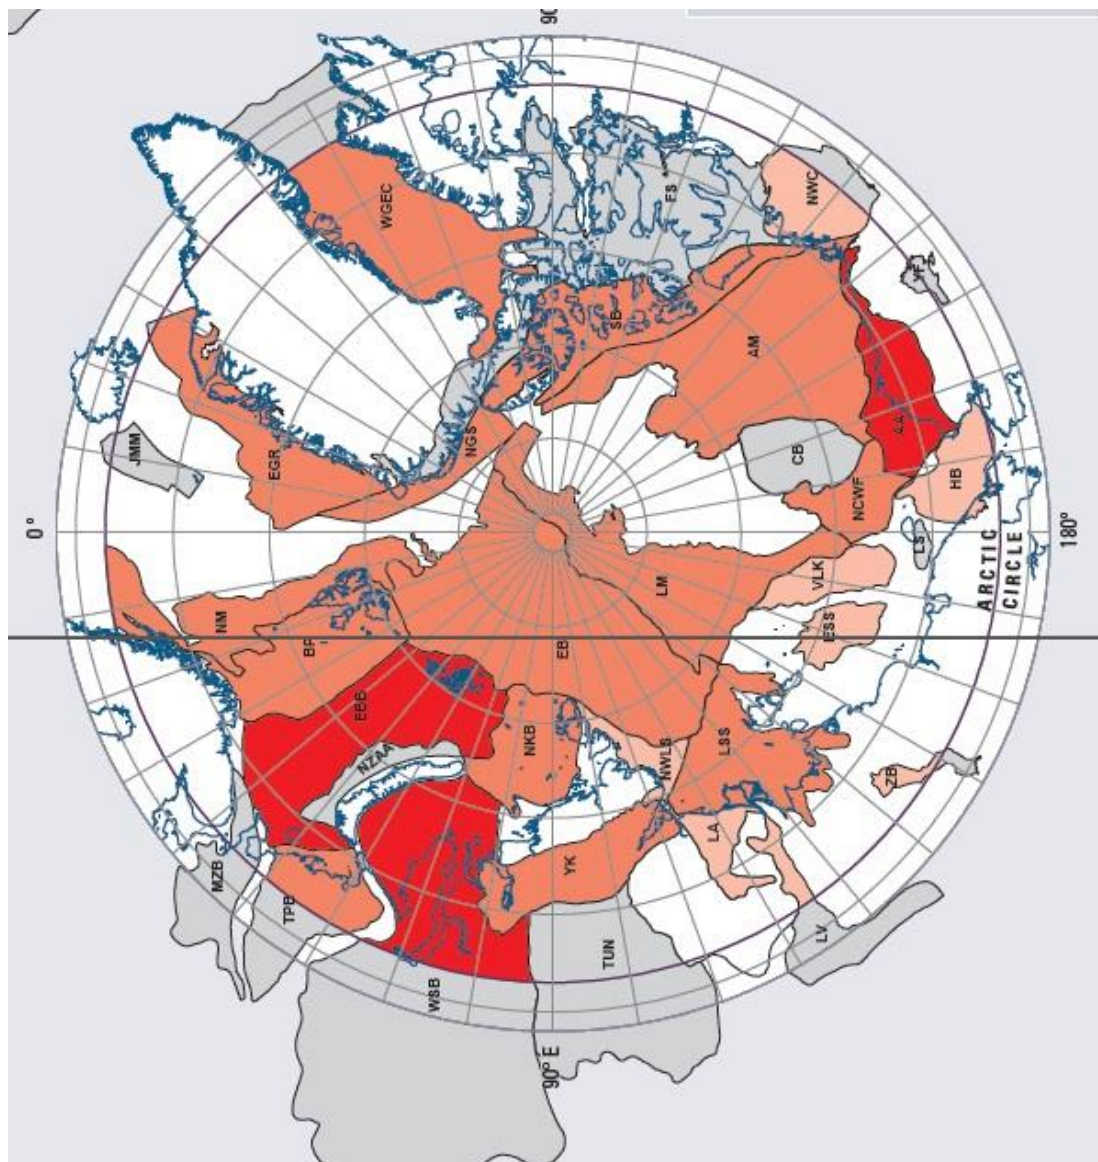 90
WGEC
FS
NWC
YF
SB
AM
AA
JMM
EGR
NGS
CB
HB
NCWF
0°
LS
180°
ARCTIC
CIRCLE
VLK
LM
NM
ESS
BP
EB
EBB
NKB
NZAA
NWLS
LSS
ZB
LA
YK
MZB
TPB
LV
TUN
WSB
90° E